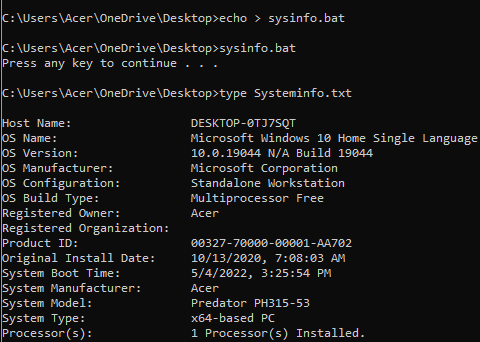 C:\Users\Acer\OneDrive\Desktop>echo > sysinfo.bat
C:\Users\Acer\OneDrive\Desktop>sysinfo.bat
Press any key to continue . . .
C:\Users\Acer\OneDrive\Desktop>type Systeminfo.txt
Host Name: DESKTOP-0TJ7SQT
OS Name: Microsoft Windows 10 Home Single Language
OS Version: 10.0.19044 N/A Build 19044
OS Manufacturer: Microsoft Corporation
OS Configuration: Standalone Workstation
OS Build Type: Multiprocessor Free
Registered Owner: Acer
Registered Organization:
Product ID: 00327-70000-00001-AA702
Original Install Date: 10/13/2020, 7:08:03 AM
System Boot Time: 5/4/2022, 3:25:54 PM
System Manufacturer: Acer
System Model: Predator PH315-53
System Type: x64-based PC
Processor(s): 1 Processor(s) Installed.